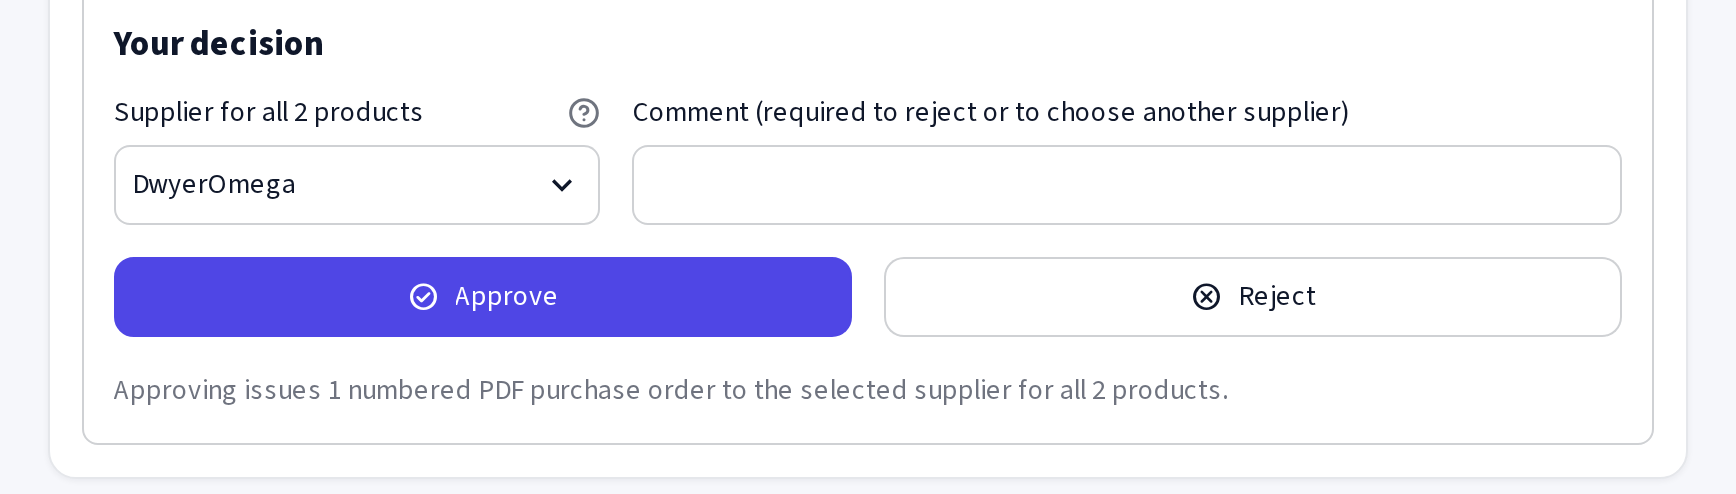 Your decision
Supplier for all 2 products
Comment (required to reject or to choose another supplier)
DwyerOmega
Approve
Reject
Approving issues 1 numbered PDF purchase order to the selected supplier for all 2 products.